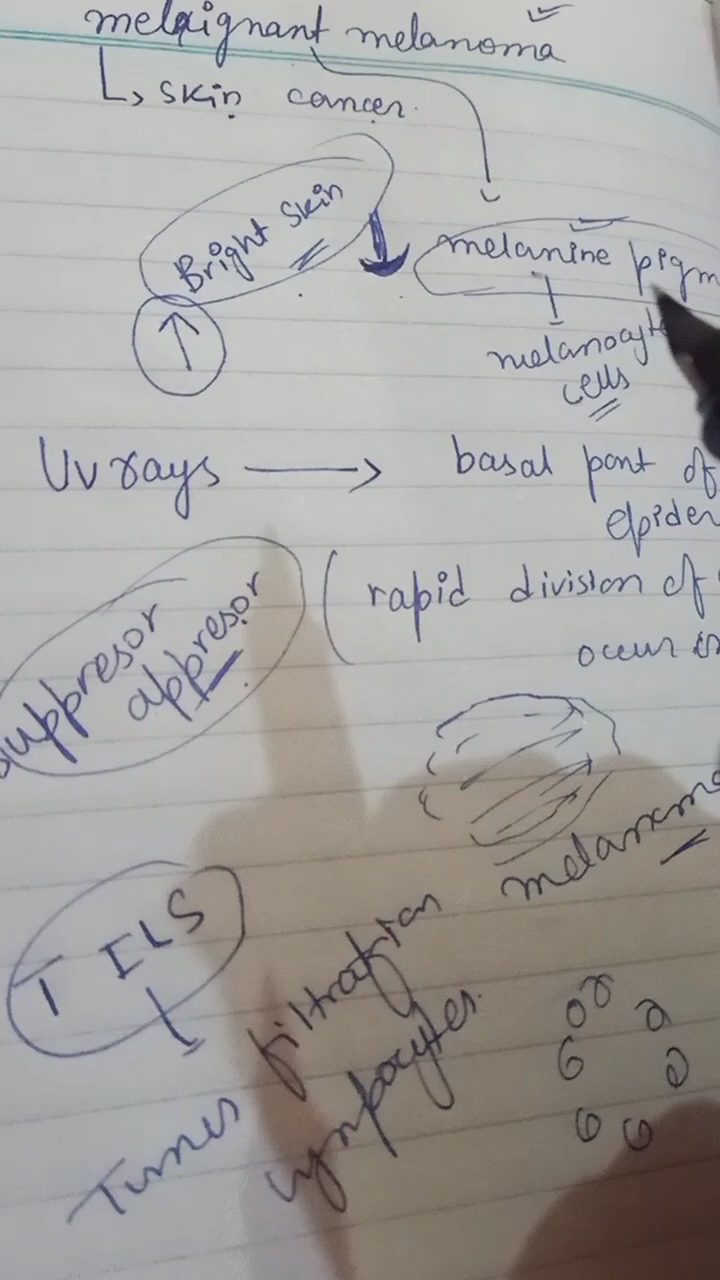 melaignant melanoma
skin cancer.
Bright skin
melanine pigm
melanocyte
cells
Uv rays → basal part of
epider
suppresor
appresor
(rapid division of
occur in
melanoma
TILS
Tumer filtration
lympocytes